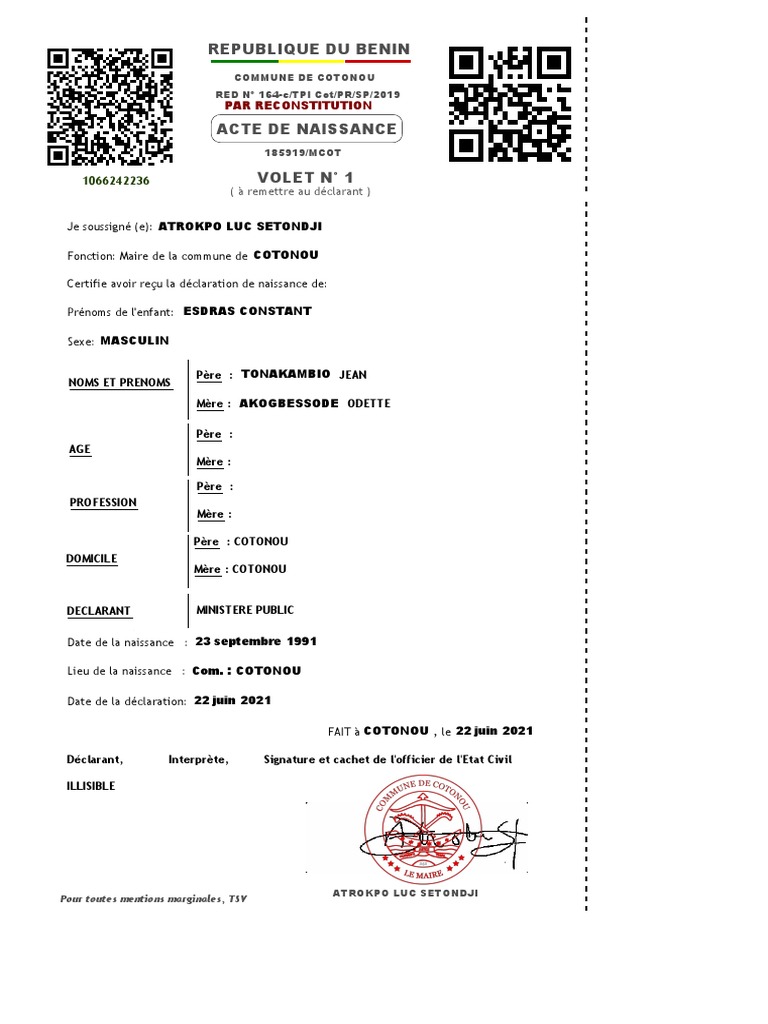 REPUBLIQUE DU BENIN
COMMUNE DE COTONOU
RED N° 164-c/TPI Cot/PR/SP/2019
PAR RECONSTITUTION
ACTE DE NAISSANCE
185919/MCOT
1066242236
VOLET N° 1
( à remettre au déclarant )
Je soussigné (e): ATROKPO LUC SETONDJI
Fonction: Maire de la commune de COTONOU
Certifie avoir reçu la déclaration de naissance de:
Prénoms de l'enfant: ESDRAS CONSTANT
Sexe: MASCULIN
NOMS ET PRENOMS
Père : TONAKAMBIO JEAN
Mère : AKOGBESSODE ODETTE
AGE
Père :
Mère :
PROFESSION
Père :
Mère :
DOMICILE
Père : COTONOU
Mère : COTONOU
DECLARANT MINISTERE PUBLIC
Date de la naissance : 23 septembre 1991
Lieu de la naissance : Com. : COTONOU
Date de la déclaration: 22 juin 2021
FAIT à COTONOU , le 22 juin 2021
Déclarant, Interprète, Signature et cachet de l'officier de l'Etat Civil
ILLISIBLE
COMMUNE DE COTONOU
LE MAIRE
ATROKPO LUC SETONDJI
Pour toutes mentions marginales, TSV